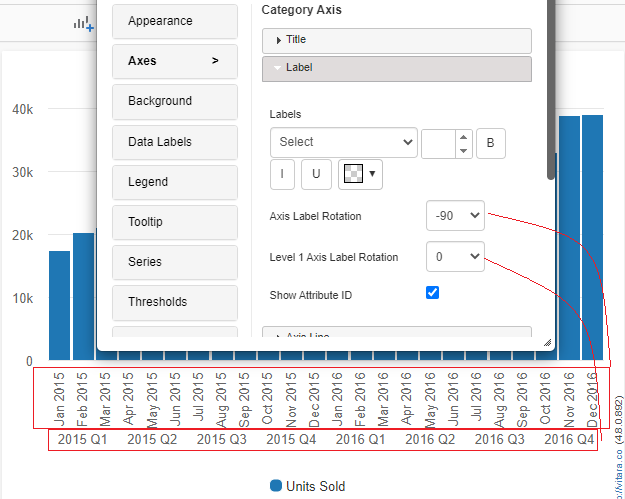 Category Axis
Appearance
Axes >
Background
Data Labels
Legend
Tooltip
Series
Thresholds
Title
Label
Labels
Select
B
I U
Axis Label Rotation -90
Level 1 Axis Label Rotation 0
Show Attribute ID
Axis Line
40k
30k
20k
10k
0
Jan 2015 Feb 2015 Mar 2015 Apr 2015 May 2015 Jun 2015 Jul 2015 Aug 2015 Sep 2015 Oct 2015 Nov 2015 Dec 2015 Jan 2016 Feb 2016 Mar 2016 Apr 2016 May 2016 Jun 2016 Jul 2016 Aug 2016 Sep 2016 Oct 2016 Nov 2016 Dec 2016
2015 Q1 2015 Q2 2015 Q3 2015 Q4 2016 Q1 2016 Q2 2016 Q3 2016 Q4
Units Sold
p://vitara.co (4.8.0.892)